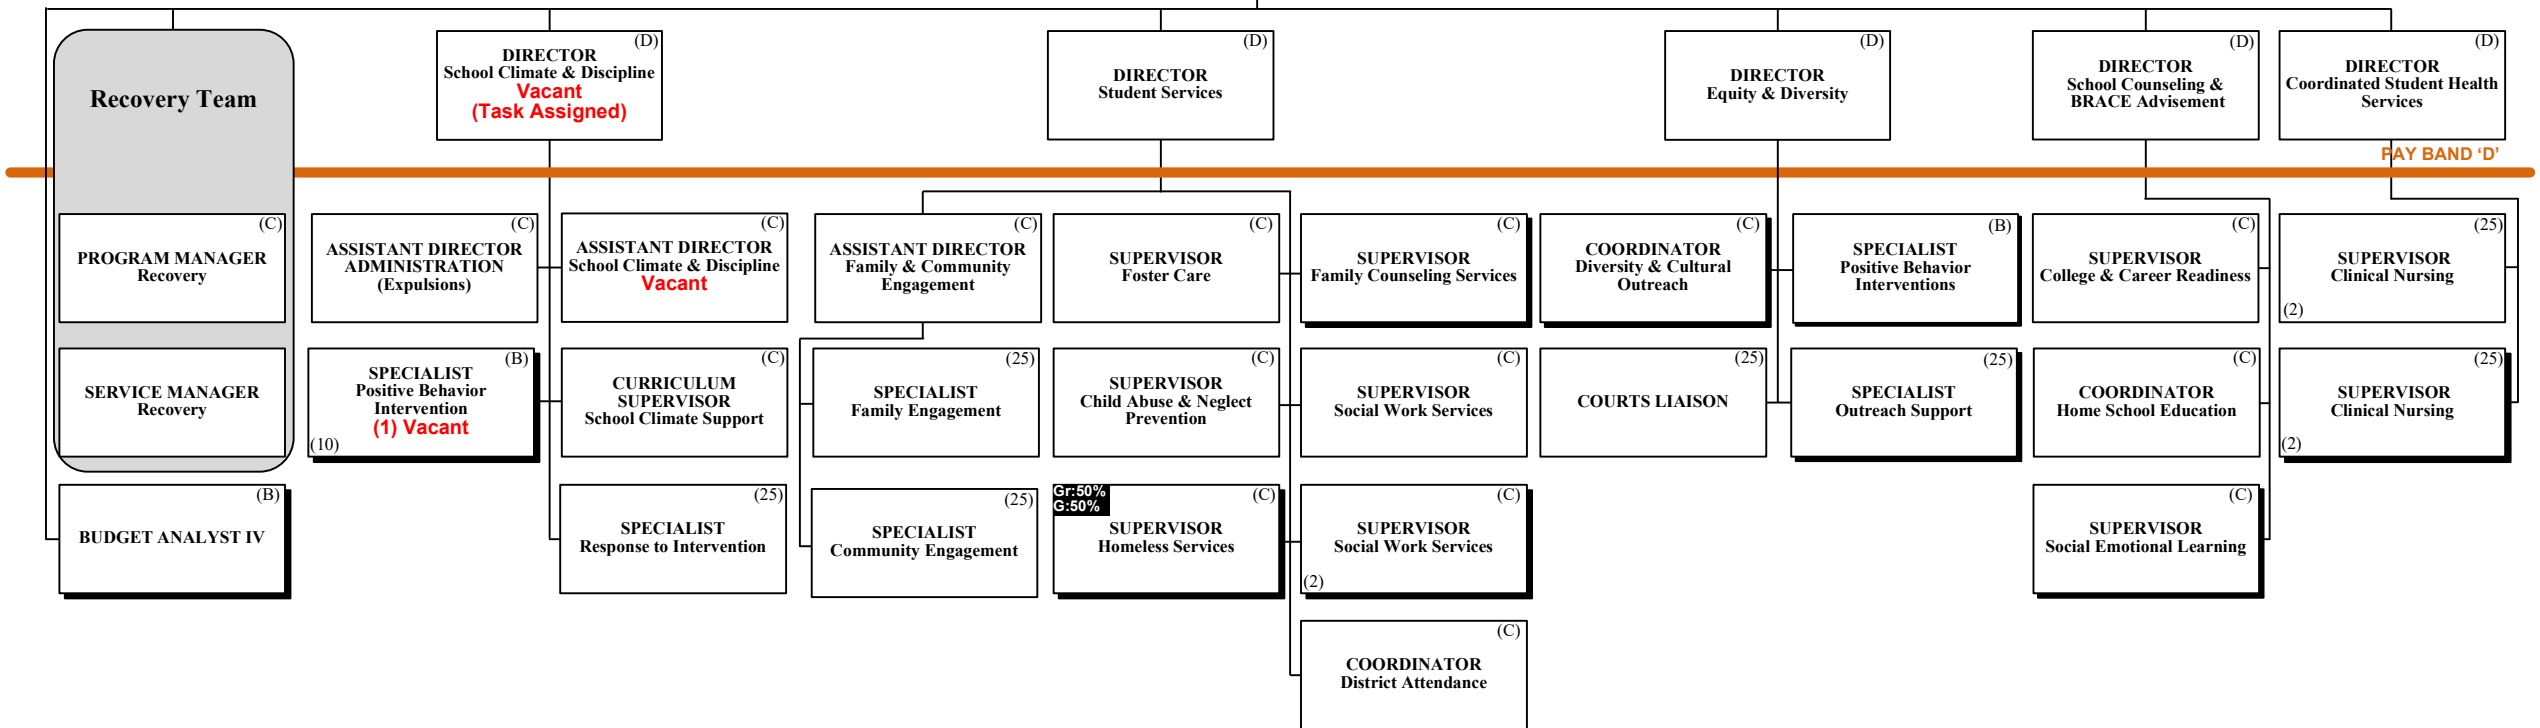 Recovery Team
(D)
DIRECTOR
School Climate & Discipline
Vacant
(Task Assigned)
(D)
DIRECTOR
Student Services
(D)
DIRECTOR
Equity & Diversity
(D)
DIRECTOR
School Counseling &
BRACE Advisement
(D)
DIRECTOR
Coordinated Student Health
Services
PAY BAND ‘D’
(C)
PROGRAM MANAGER
Recovery
(C)
ASSISTANT DIRECTOR
ADMINISTRATION
(Expulsions)
(C)
ASSISTANT DIRECTOR
School Climate & Discipline
Vacant
(C)
ASSISTANT DIRECTOR
Family & Community
Engagement
(C)
SUPERVISOR
Foster Care
(C)
SUPERVISOR
Family Counseling Services
(C)
COORDINATOR
Diversity & Cultural
Outreach
(B)
SPECIALIST
Positive Behavior
Interventions
(C)
SUPERVISOR
College & Career Readiness
(25)
SUPERVISOR
Clinical Nursing
(2)
SERVICE MANAGER
Recovery
(B)
SPECIALIST
Positive Behavior
Intervention
(1) Vacant
(10)
(C)
CURRICULUM
SUPERVISOR
School Climate Support
(25)
SPECIALIST
Family Engagement
(C)
SUPERVISOR
Child Abuse & Neglect
Prevention
(C)
SUPERVISOR
Social Work Services
(25)
COURTS LIAISON
(25)
SPECIALIST
Outreach Support
(C)
COORDINATOR
Home School Education
(25)
SUPERVISOR
Clinical Nursing
(2)
(B)
BUDGET ANALYST IV
(25)
SPECIALIST
Response to Intervention
(25)
SPECIALIST
Community Engagement
Gr:50%
G:50%
(C)
SUPERVISOR
Homeless Services
(C)
SUPERVISOR
Social Work Services
(2)
(C)
SUPERVISOR
Social Emotional Learning
(C)
COORDINATOR
District Attendance